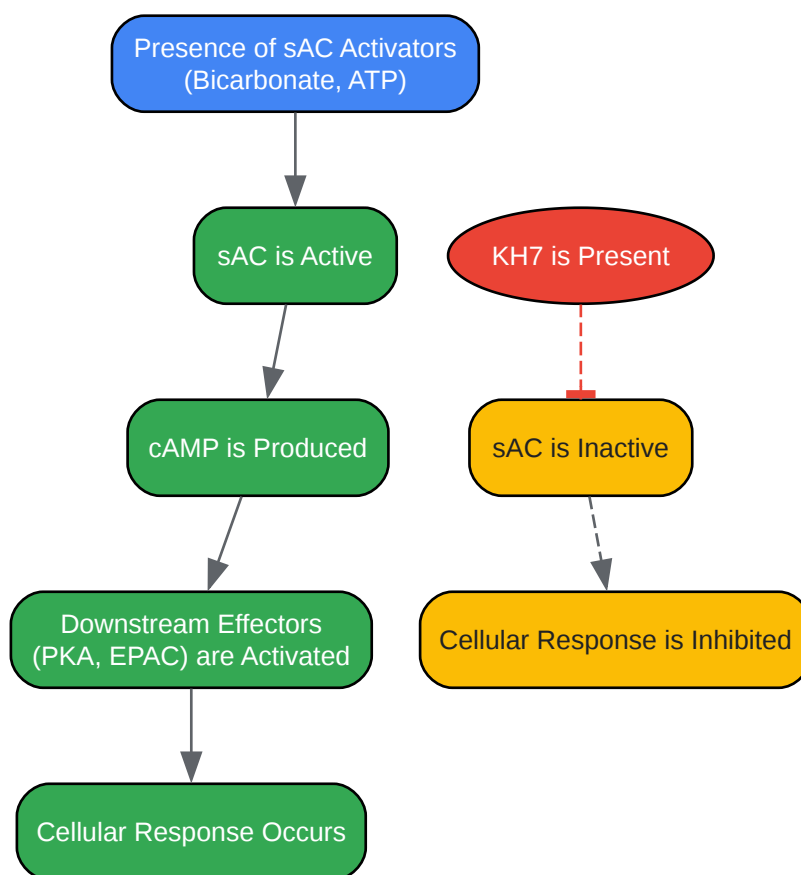 Presence of sAC Activators
(Bicarbonate, ATP)
sAC is Active
KH7 is Present
cAMP is Produced
sAC is Inactive
Downstream Effectors
(PKA, EPAC) are Activated
Cellular Response is Inhibited
Cellular Response Occurs